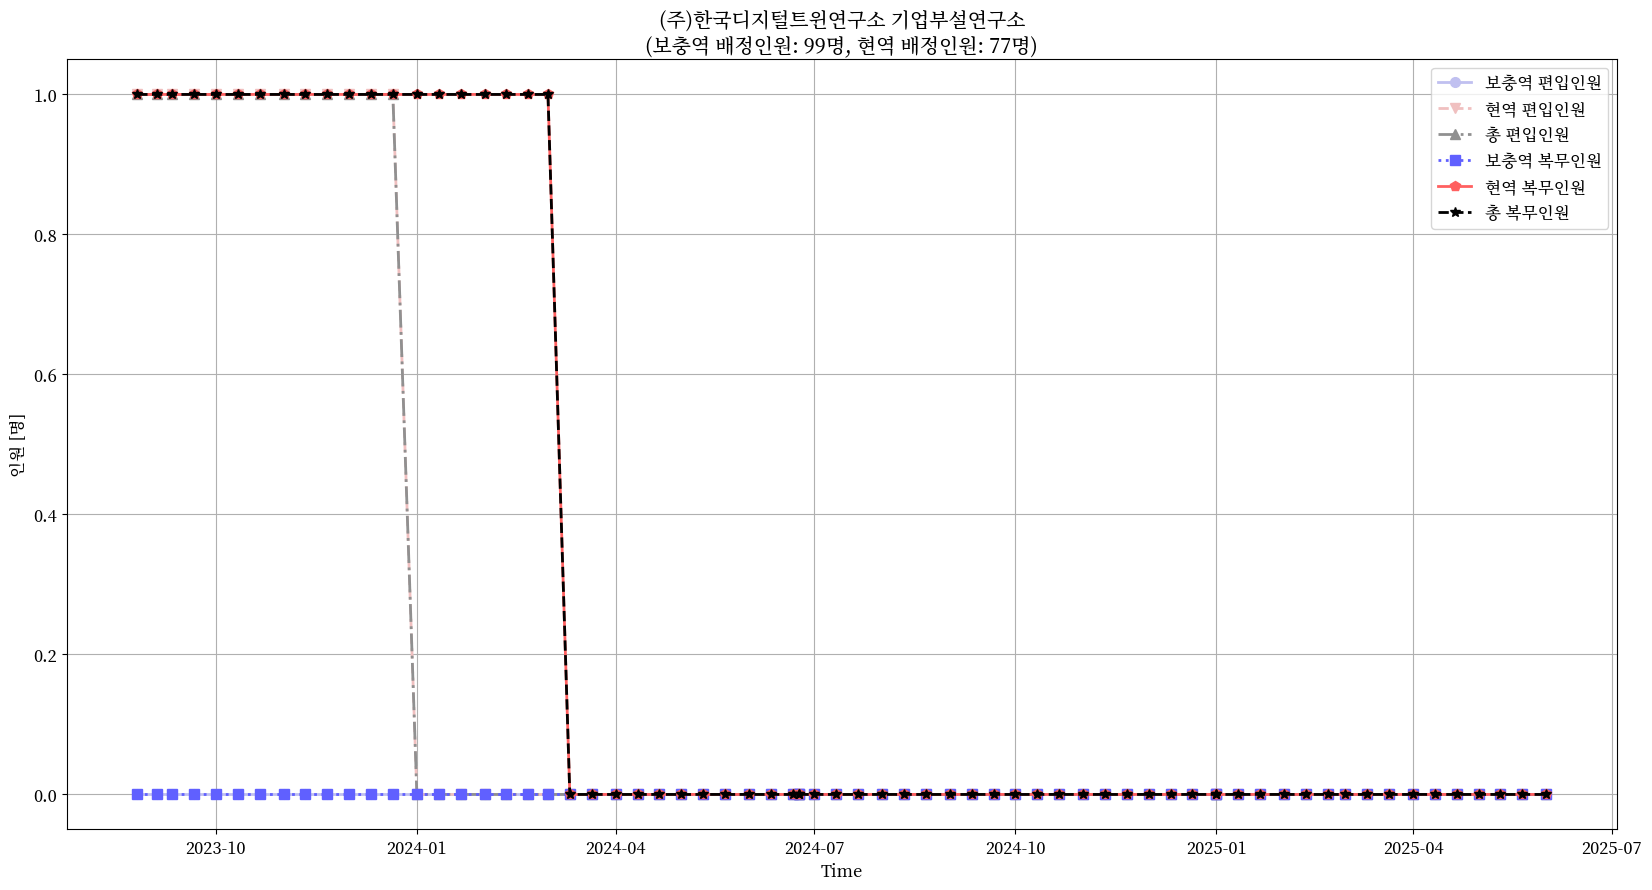 (주)한국디지털트윈연구소 기업부설연구소
(보충역 배정인원: 99명, 현역 배정인원: 77명)
보충역 편입인원
현역 편입인원
총 편입인원
보충역 복무인원
현역 복무인원
총 복무인원
인원 [명]
1.0
0.8
0.6
0.4
0.2
0.0
2023-10
2024-01
2024-04
2024-07
2024-10
2025-01
2025-04
2025-07
Time